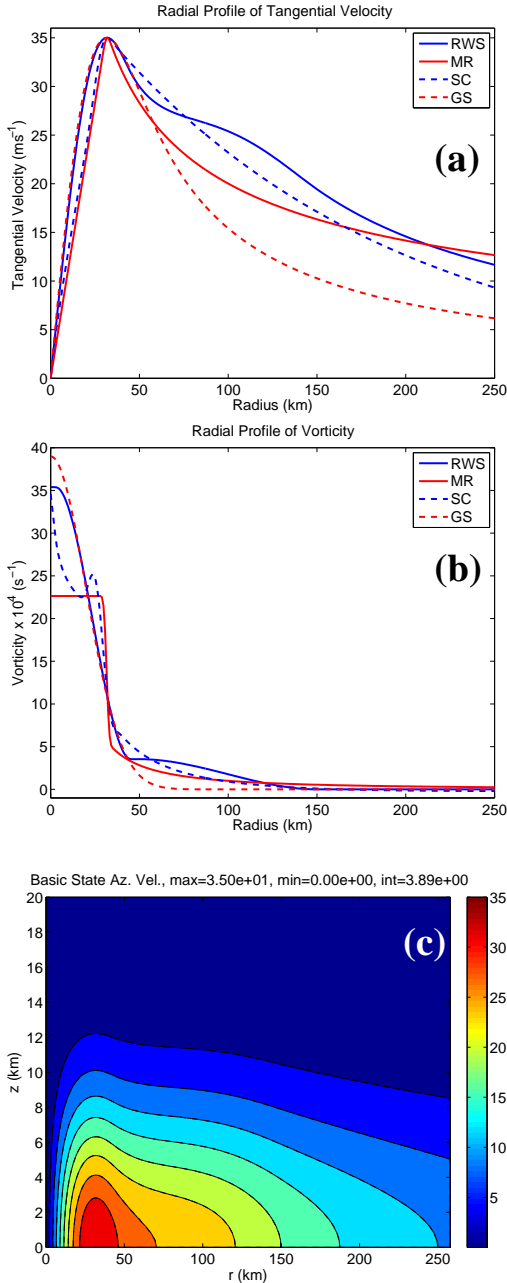 Radial Profile of Tangential Velocity
35
30
25
20
15
10
5
0
Tangential Velocity (ms⁻¹)
RWS
MR
SC
GS
(a)
0 50 100 150 200 250
Radius (km)
Radial Profile of Vorticity
40
35
30
25
20
15
10
5
0
Vorticity x 10⁴ (s⁻¹)
RWS
MR
SC
GS
(b)
0 50 100 150 200 250
Radius (km)
Basic State Az. Vel., max=3.50e+01, min=0.00e+00, int=3.89e+00
20
18
16
14
12
10
8
6
4
2
0
z (km)
(c)
0 50 100 150 200 250
r (km)
35
30
25
20
15
10
5